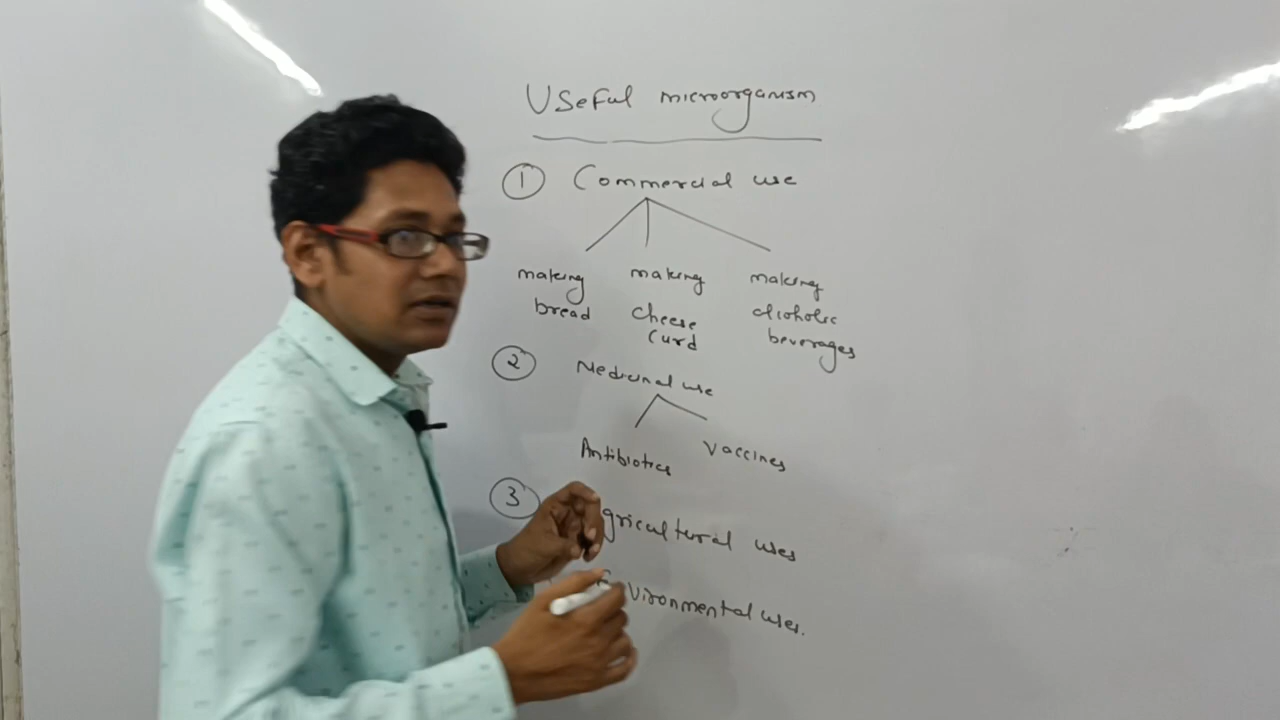 Useful microorganism
1 Commercial use
making making making
bread cheese alcoholic
curd beverages
2 Medicinal use
Antibiotics vaccines
3 gricultural uses
vironmental uses.